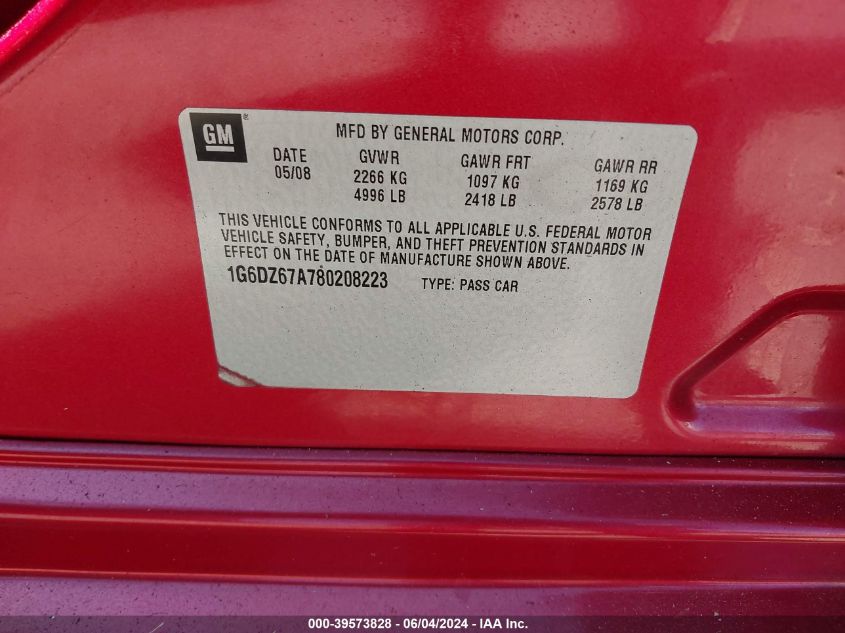 GM ® MFD BY GENERAL MOTORS CORP.
DATE GVWR GAWR FRT GAWR RR
05/08 2266 KG 1097 KG 1169 KG
4996 LB 2418 LB 2578 LB
THIS VEHICLE CONFORMS TO ALL APPLICABLE U.S. FEDERAL MOTOR
VEHICLE SAFETY, BUMPER, AND THEFT PREVENTION STANDARDS IN
EFFECT ON THE DATE OF MANUFACTURE SHOWN ABOVE.
1G6DZ67A780208223 TYPE: PASS CAR
000-39573828 - 06/04/2024 - IAA Inc.